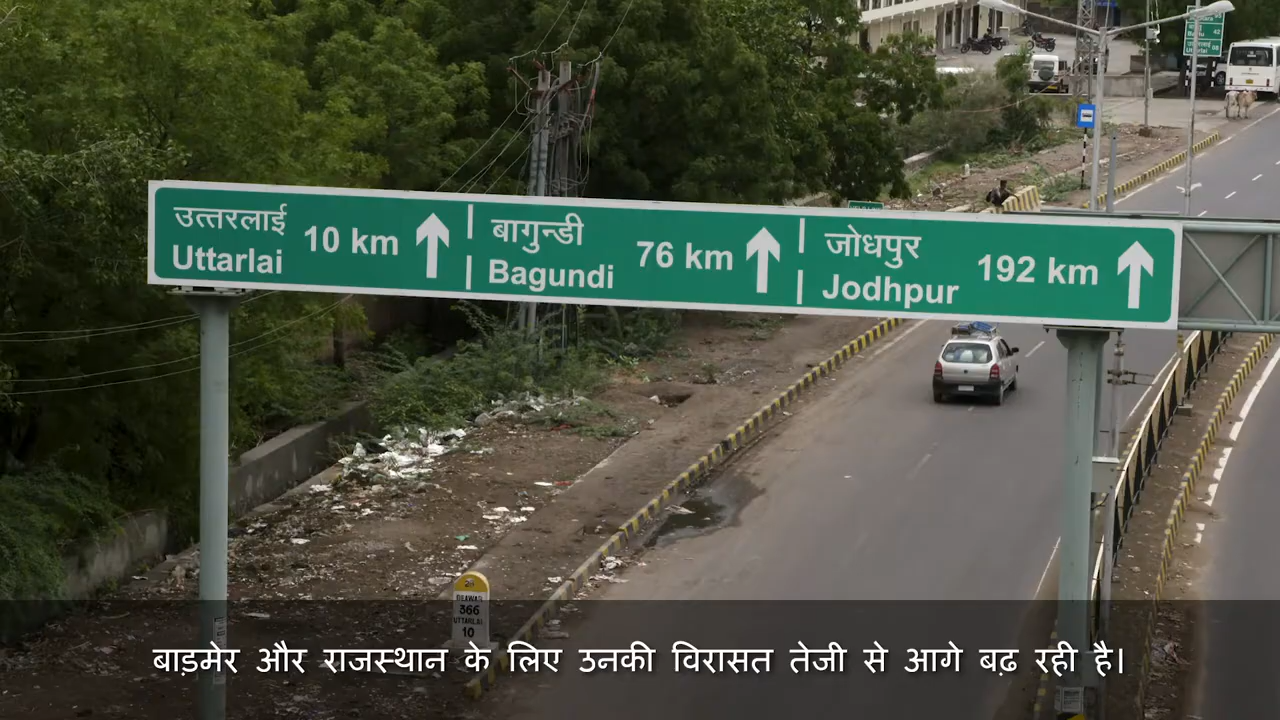 उत्तरलाई
Uttarlai
10 km
बागुन्डी
Bagundi
76 km
जोधपुर
Jodhpur
192 km
BEAWAR
366
UTTARLAI
10
बाड़मेर और राजस्थान के लिए उनकी विरासत तेजी से आगे बढ़ रही है।